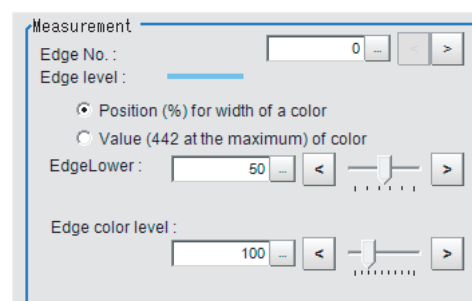 Measurement
Edge No. : 0 ... < >
Edge level :
Position (%) for width of a color
Value (442 at the maximum) of color
EdgeLower : 50 ... < >
Edge color level :
100 ... < >